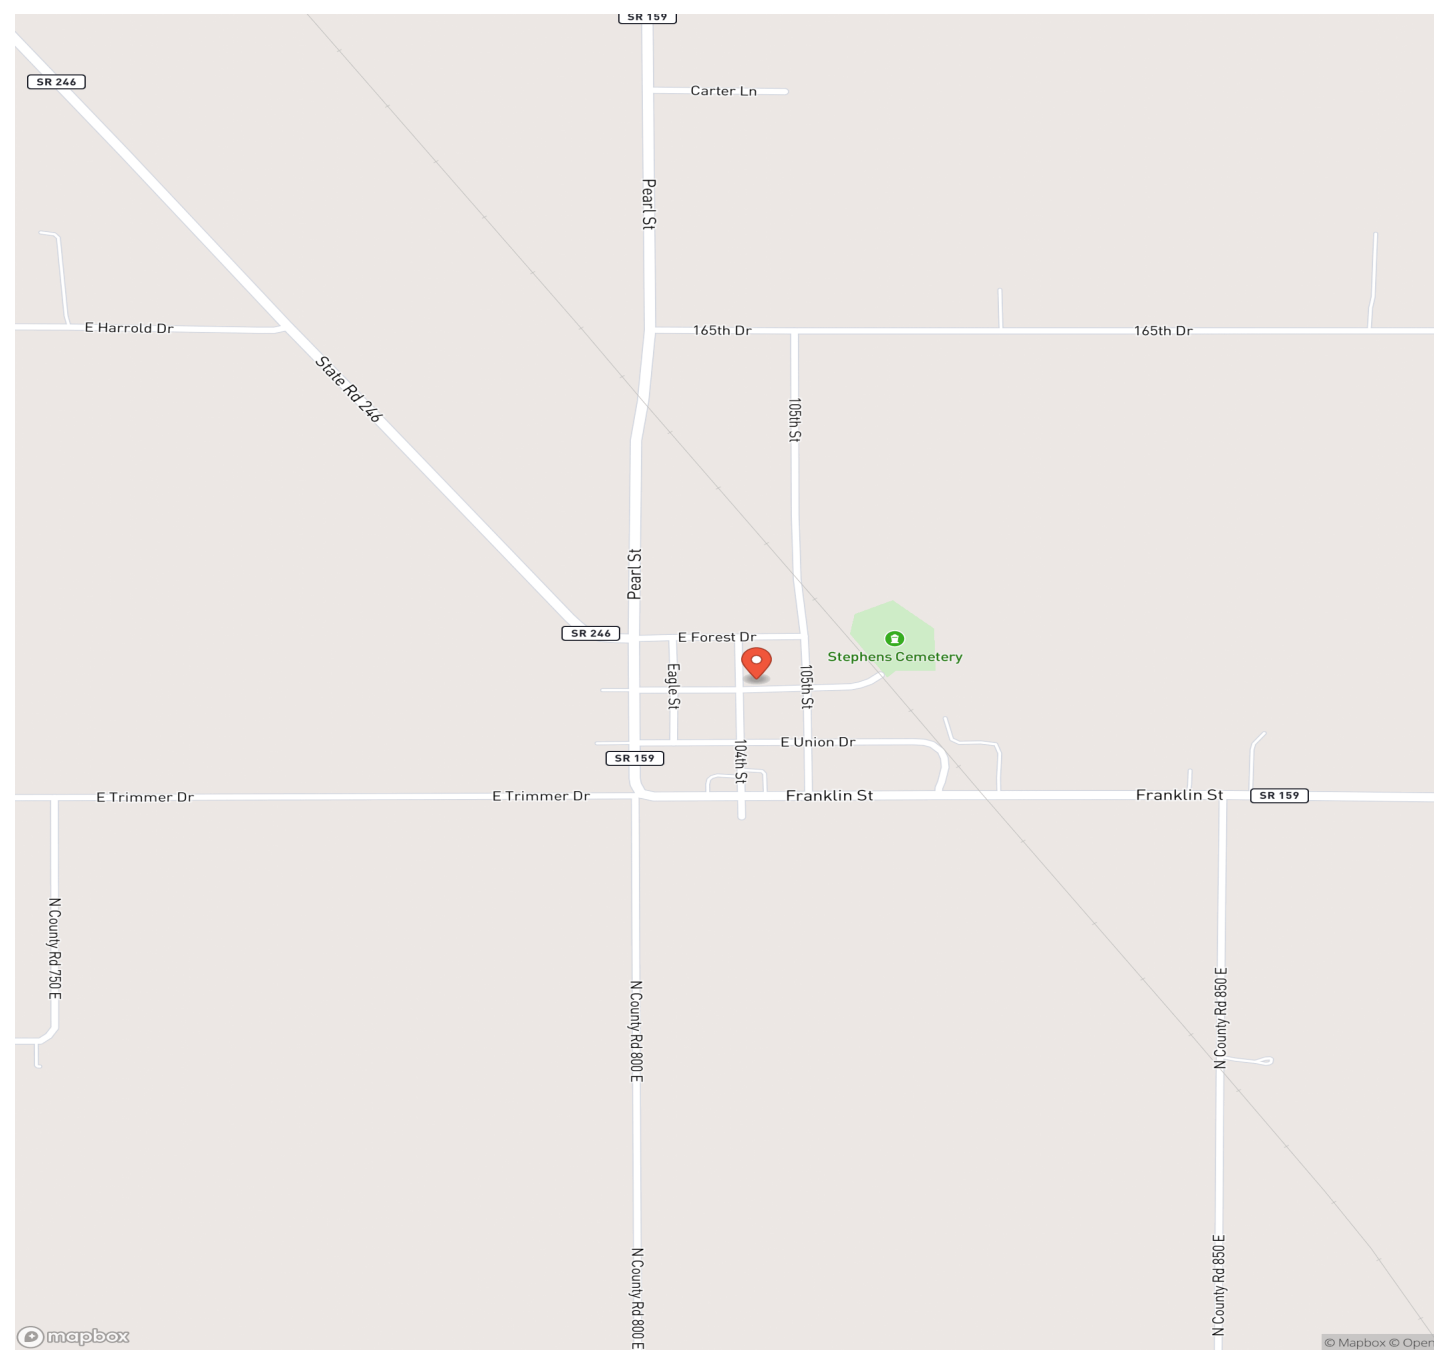 SR 159
SR 246
Carter Ln
Pearl St
E Harrold Dr
165th Dr
165th Dr
State Rd 246
105th St
Pearl St
SR 246
E Forest Dr
Stephens Cemetery
Eagle St
105th St
E Union Dr
104th St
SR 159
E Trimmer Dr
E Trimmer Dr
Franklin St
Franklin St
SR 159
N County Rd 750 E
N County Rd 800 E
N County Rd 850 E
N County Rd 800 E
N County Rd 850 E
mapbox
© Mapbox © Open